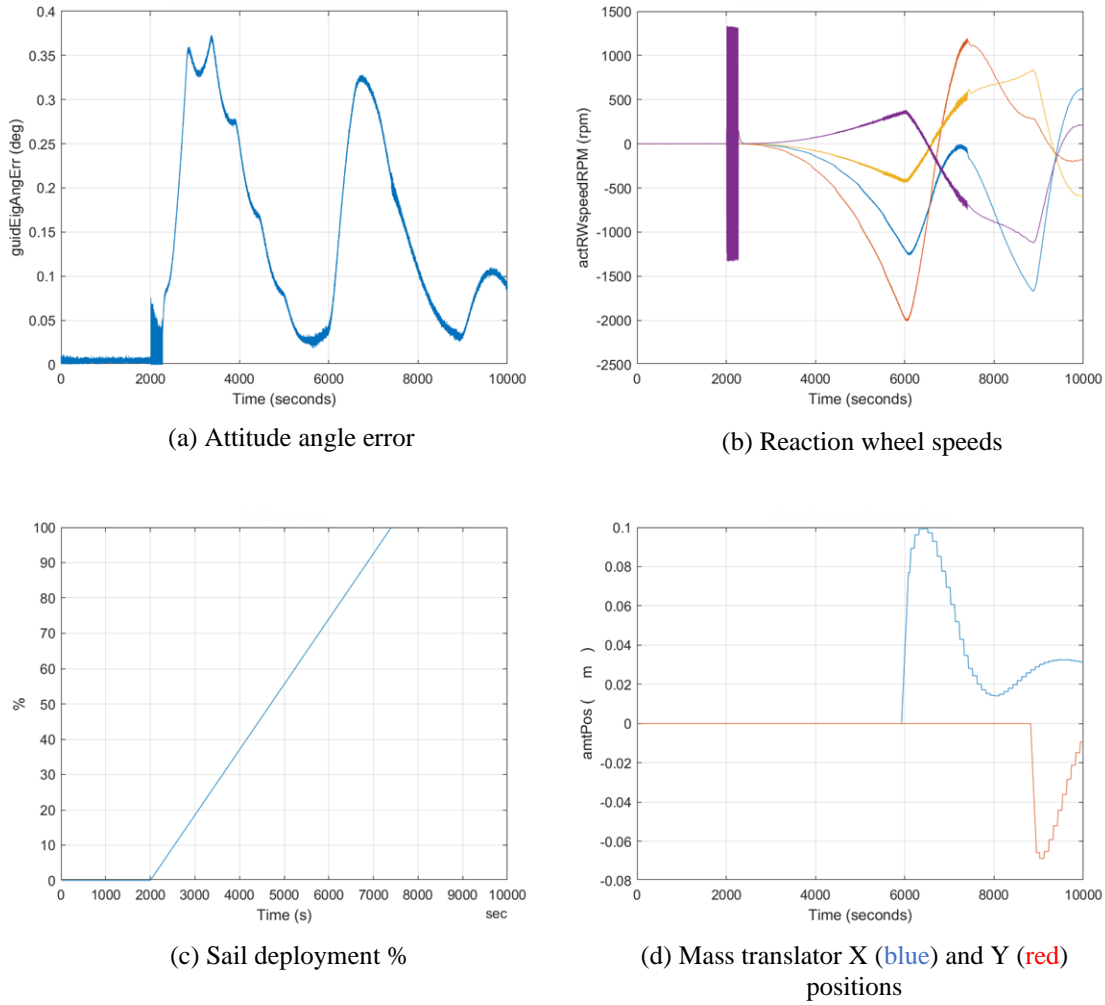 0.4
0.35
0.3
0.25
0.2
0.15
0.1
0.05
0
guidEigAngErr (deg)
0 2000 4000 6000 8000 10000
Time (seconds)
(a) Attitude angle error
1500
1000
500
0
-500
-1000
-1500
-2000
-2500
actRWspeedRPM (rpm)
0 2000 4000 6000 8000 10000
Time (seconds)
(b) Reaction wheel speeds
100
90
80
70
60
50
40
30
20
10
0
%
0 1000 2000 3000 4000 5000 6000 7000 8000 9000 10000
Time (s) sec
(c) Sail deployment %
0.1
0.08
0.06
0.04
0.02
0
-0.02
-0.04
-0.06
-0.08
amtPos ( m )
0 2000 4000 6000 8000 10000
Time (seconds)
(d) Mass translator X (blue) and Y (red)
positions